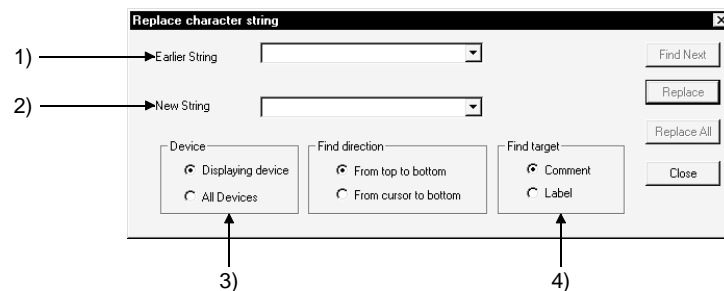 Replace character string
1)
Earlier String
Find Next
2)
New String
Replace
Replace All
Device
Find direction
Find target
Displaying device
From top to bottom
Comment
Close
All Devices
From cursor to bottom
Label
3)
4)